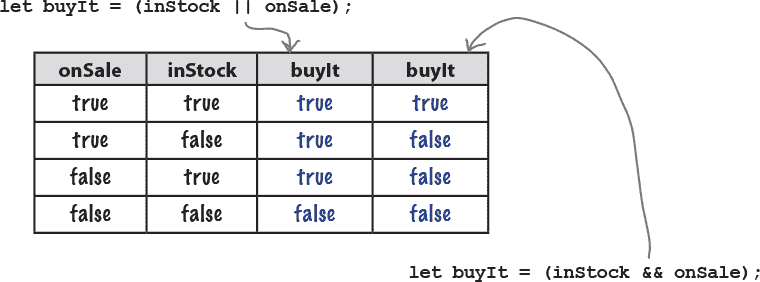 let buyIt = (inStock || onSale);
onSale inStock buyIt buyIt
true true true true
true false true false
false true true false
false false false false
let buyIt = (inStock && onSale);